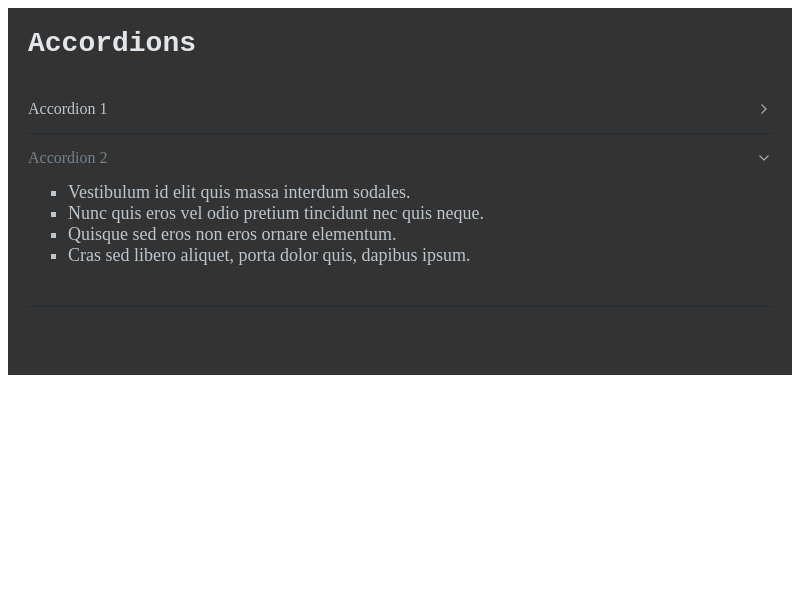 Accordions
Accordion 1
Accordion 2
Vestibulum id elit quis massa interdum sodales.
Nunc quis eros vel odio pretium tincidunt nec quis neque.
Quisque sed eros non eros ornare elementum.
Cras sed libero aliquet, porta dolor quis, dapibus ipsum.